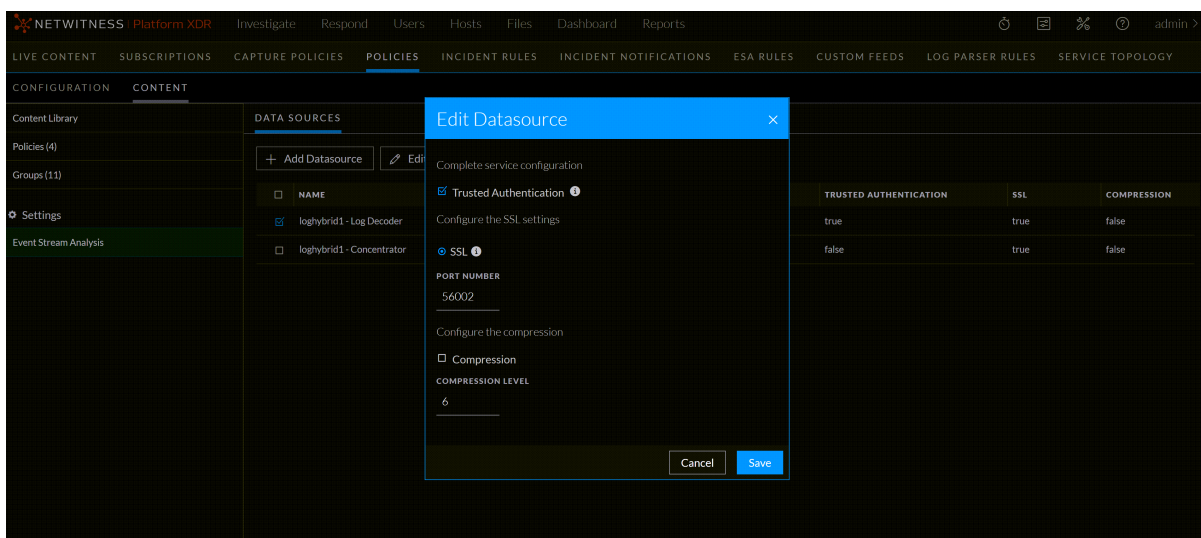 NETWITNESS Platform XDR Investigate Respond Users Hosts Files Dashboard Reports admin >
LIVE CONTENT SUBSCRIPTIONS CAPTURE POLICIES POLICIES INCIDENT RULES INCIDENT NOTIFICATIONS ESA RULES CUSTOM FEEDS LOG PARSER RULES SERVICE TOPOLOGY
CONFIGURATION CONTENT
Content Library
Policies (4)
Groups (11)
Settings
Event Stream Analysis
DATA SOURCES
+ Add Datasource
NAME TRUSTED AUTHENTICATION SSL COMPRESSION
loghybrid1 - Log Decoder true true false
loghybrid1 - Concentrator false true false
Edit Datasource
Complete service configuration
Trusted Authentication
Configure the SSL settings
SSL
PORT NUMBER
56002
Configure the compression
Compression
COMPRESSION LEVEL
6
Cancel Save